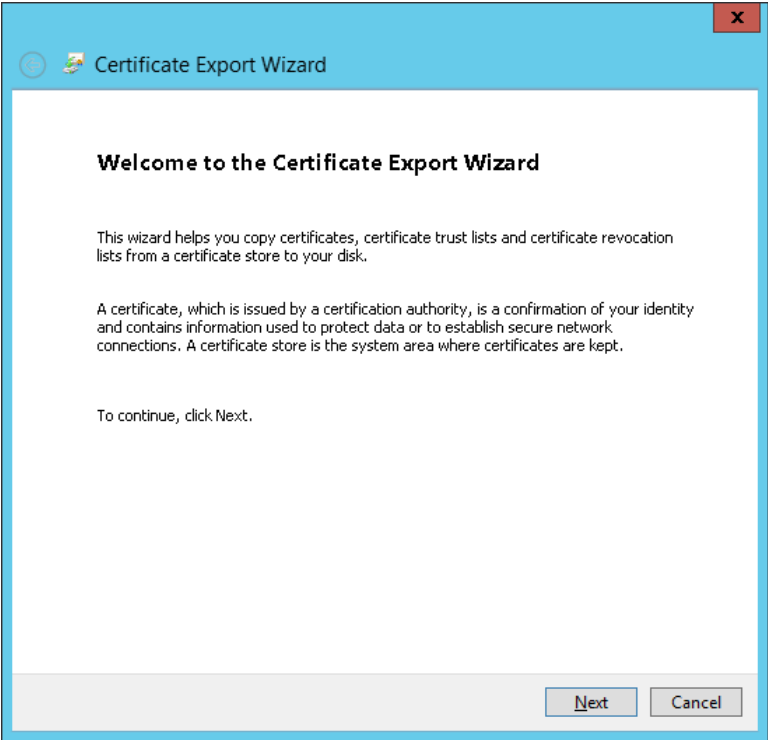 x
Certificate Export Wizard
Welcome to the Certificate Export Wizard
This wizard helps you copy certificates, certificate trust lists and certificate revocation
lists from a certificate store to your disk.
A certificate, which is issued by a certification authority, is a confirmation of your identity
and contains information used to protect data or to establish secure network
connections. A certificate store is the system area where certificates are kept.
To continue, click Next.
Next Cancel